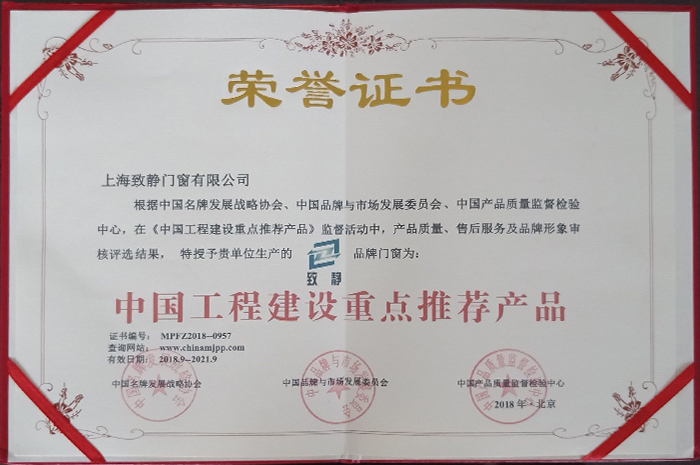 荣誉证书
上海致静门窗有限公司
根据中国名牌发展战略协会、中国品牌与市场发展委员会、中国产品质量监督检验
中心，在《中国工程建设重点推荐产品》监督活动中，产品质量、售后服务及品牌形象审
核评选结果， 特授予贵单位生产的 致静 品牌门窗为：
中国工程建设重点推荐产品
证书编号： MPFZ2018--0957
查询网站： www.chinamjpp.com
有效日期： 2018.9--2021.9
中国名牌发展战略协会 中国品牌与市场发展委员会 中国产品质量监督检验中心
2018 年·北京